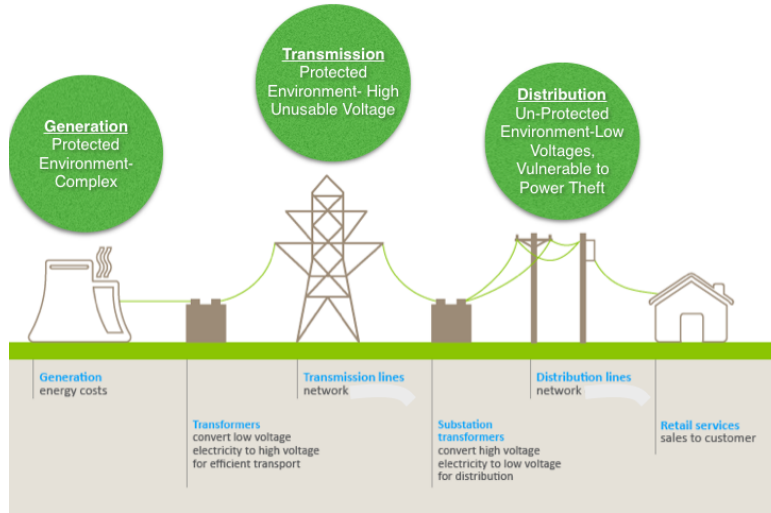 Transmission
Protected
Environment- High
Unusable Voltage
Generation
Protected
Environment-
Complex
Distribution
Un-Protected
Environment-Low
Voltages,
Vulnerable to
Power Theft
Generation
energy costs
Transmission lines
network
Distribution lines
network
Transformers
convert low voltage
electricity to high voltage
for efficient transport
Substation
transformers
convert high voltage
electricity to low voltage
for distribution
Retail services
sales to customer